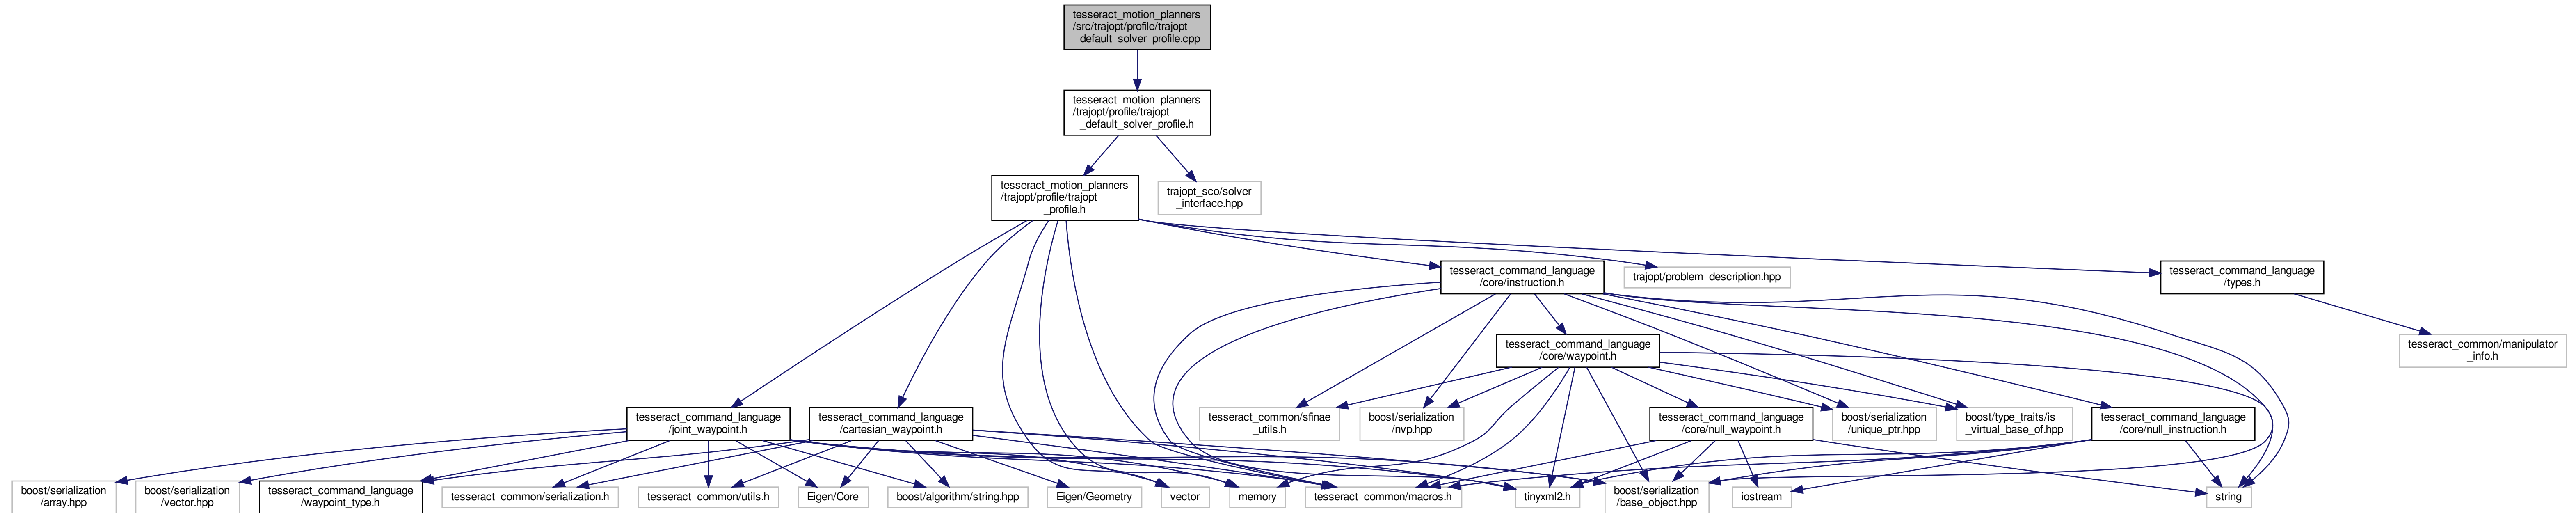 tesseract_motion_planners
/src/trajopt/profile/trajopt
_default_solver_profile.cpp
tesseract_motion_planners
/trajopt/profile/trajopt
_default_solver_profile.h
tesseract_motion_planners
/trajopt/profile/trajopt
_profile.h
trajopt_sco/solver
_interface.hpp
tesseract_command_language
/core/instruction.h
trajopt/problem_description.hpp
tesseract_command_language
/types.h
tesseract_command_language
/core/waypoint.h
tesseract_common/manipulator
_info.h
tesseract_command_language
/joint_waypoint.h
tesseract_command_language
/cartesian_waypoint.h
tesseract_common/sfinae
_utils.h
boost/serialization
/nvp.hpp
tesseract_command_language
/core/null_waypoint.h
boost/serialization
/unique_ptr.hpp
boost/type_traits/is
_virtual_base_of.hpp
tesseract_command_language
/core/null_instruction.h
boost/serialization
/array.hpp
boost/serialization
/vector.hpp
tesseract_command_language
/waypoint_type.h
tesseract_common/serialization.h
tesseract_common/utils.h
Eigen/Core
boost/algorithm/string.hpp
Eigen/Geometry
vector
memory
tesseract_common/macros.h
tinyxml2.h
boost/serialization
/base_object.hpp
iostream
string